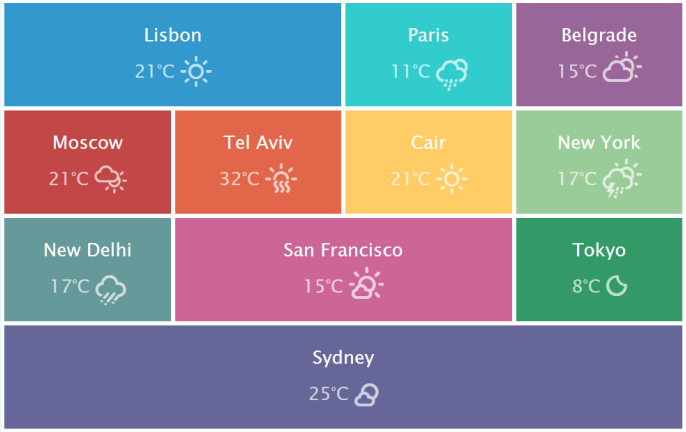 Lisbon
21°C
Paris
11°C
Belgrade
15°C
Moscow
21°C
Tel Aviv
32°C
Cair
21°C
New York
17°C
New Delhi
17°C
San Francisco
15°C
Tokyo
8°C
Sydney
25°C